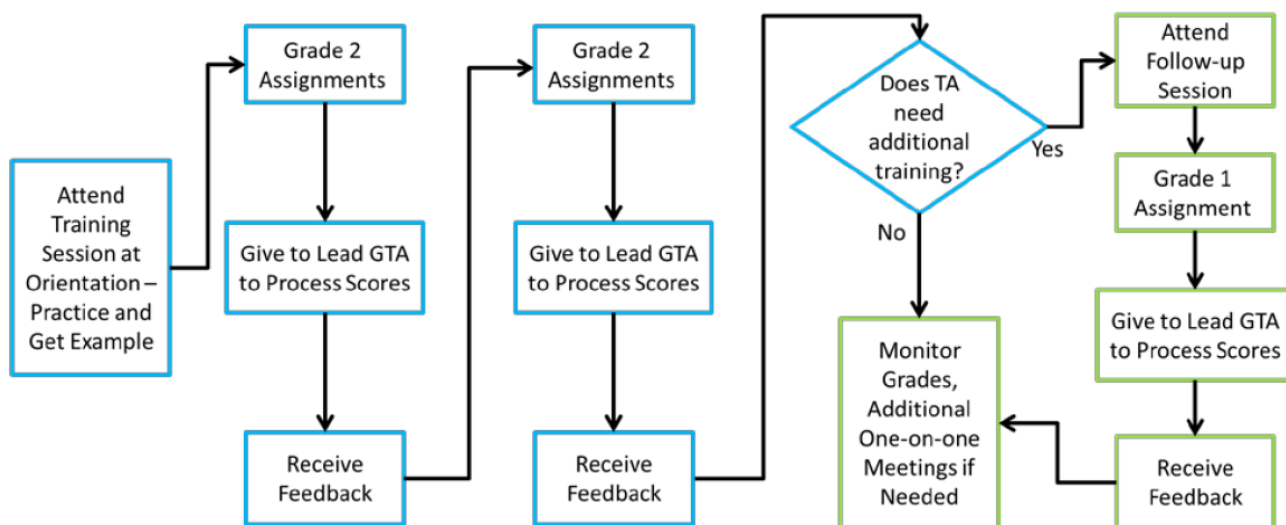 Attend
Training
Session at
Orientation –
Practice and
Get Example
Grade 2
Assignments
Give to Lead GTA
to Process Scores
Receive
Feedback
Grade 2
Assignments
Give to Lead GTA
to Process Scores
Receive
Feedback
Does TA
need
additional
training?
Yes
No
Attend
Follow-up
Session
Grade 1
Assignment
Give to Lead GTA
to Process Scores
Receive
Feedback
Monitor
Grades,
Additional
One-on-one
Meetings if
Needed